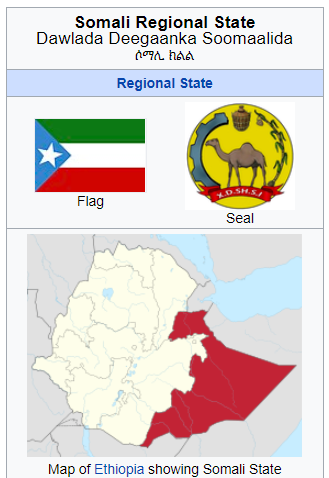 Somali Regional State
Dawlada Deegaanka Soomaalida
ሶማሌ ክልል
Regional State
Flag
X.D.SH.S.I
Seal
Map of Ethiopia showing Somali State